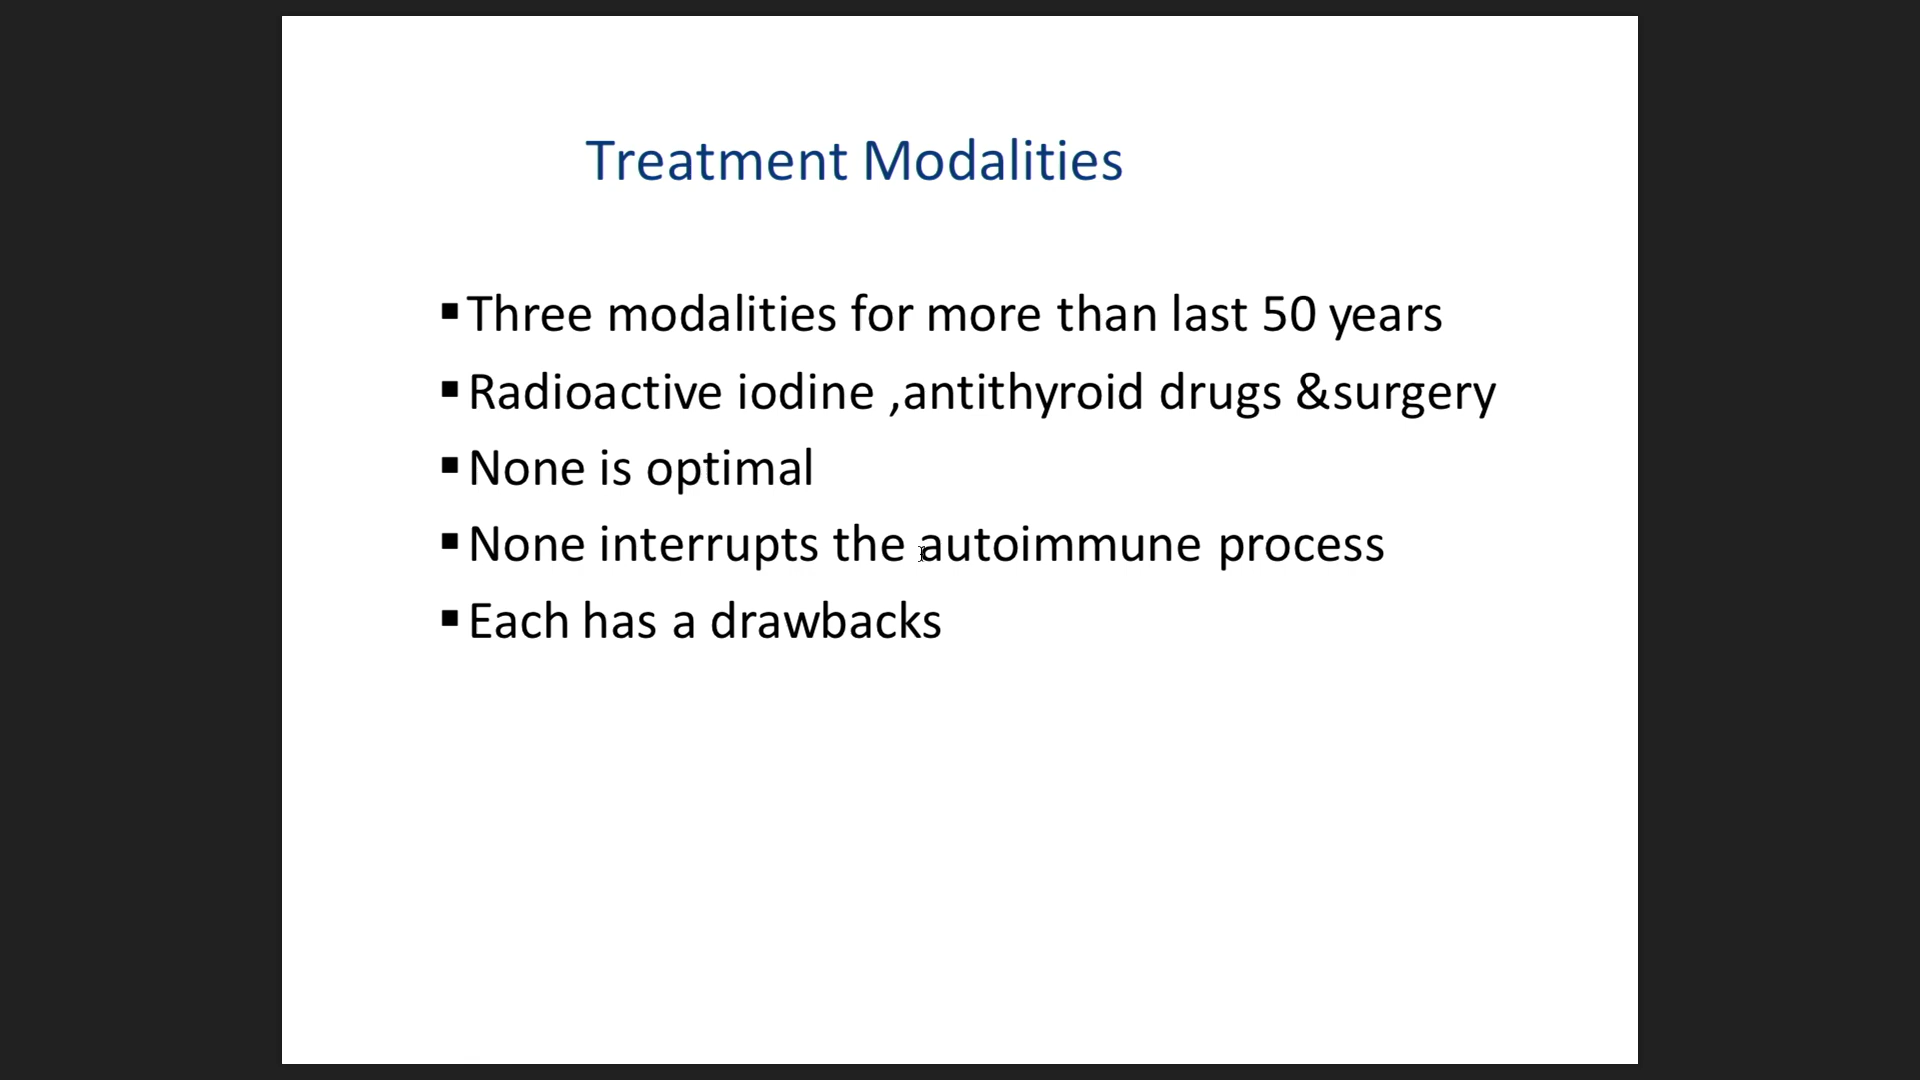 Treatment Modalities
▪Three modalities for more than last 50 years
▪Radioactive iodine ,antithyroid drugs &surgery
▪None is optimal
▪None interrupts the autoimmune process
▪Each has a drawbacks